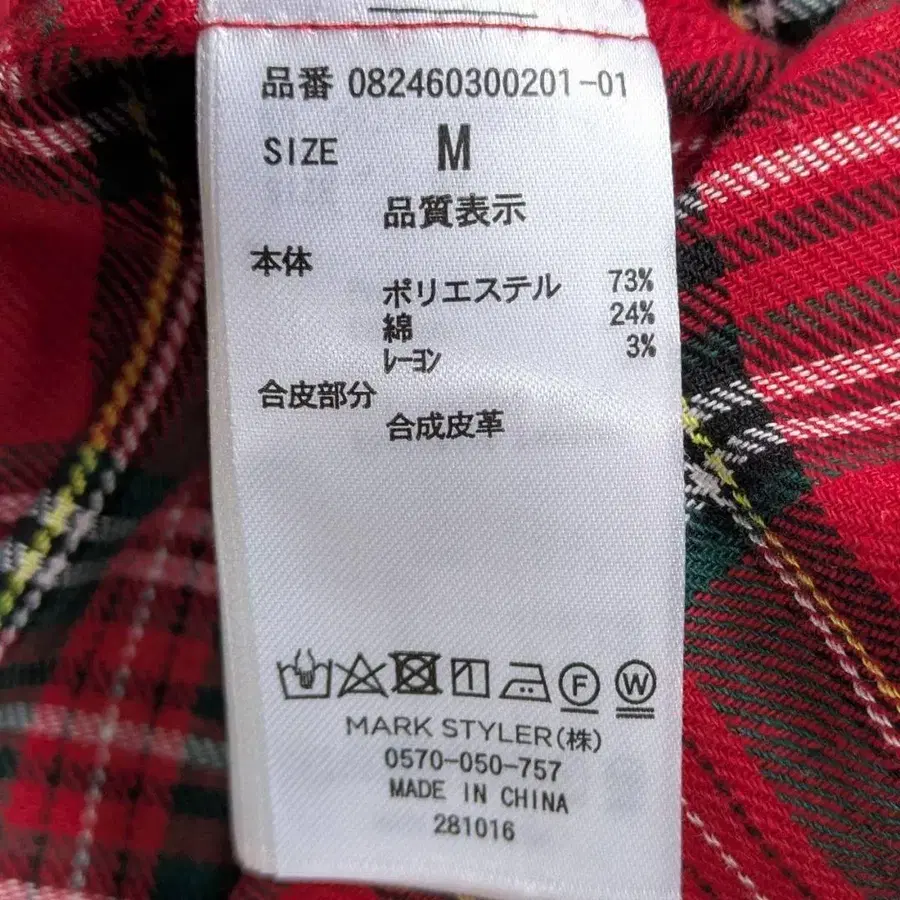 品番 082460300201-01
SIZE M
品質表示
本体
ポリエステル 73%
綿 24%
レーヨン 3%
合皮部分
合成皮革
F W
MARK STYLER(株)
0570-050-757
MADE IN CHINA
281016